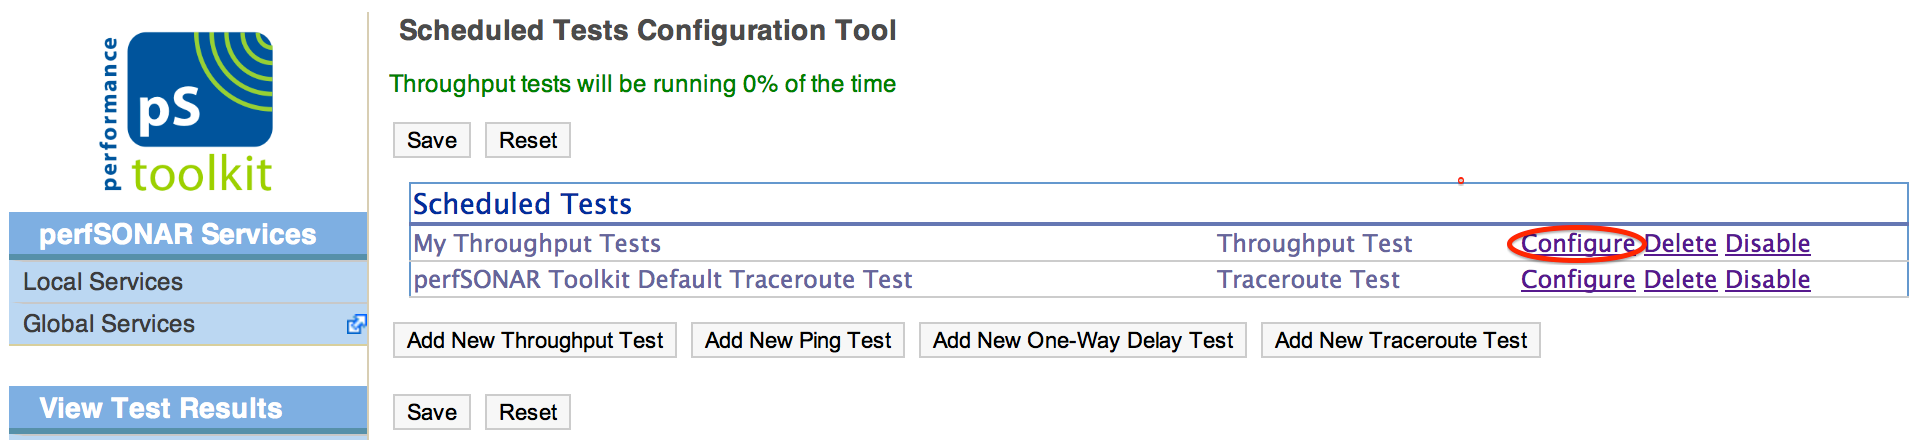 performance
pS
toolkit
perfSONAR Services
Local Services
Global Services
View Test Results
Scheduled Tests Configuration Tool
Throughput tests will be running 0% of the time
Save Reset
Scheduled Tests
My Throughput Tests Throughput Test Configure Delete Disable
perfSONAR Toolkit Default Traceroute Test Traceroute Test Configure Delete Disable
Add New Throughput Test Add New Ping Test Add New One-Way Delay Test Add New Traceroute Test
Save Reset